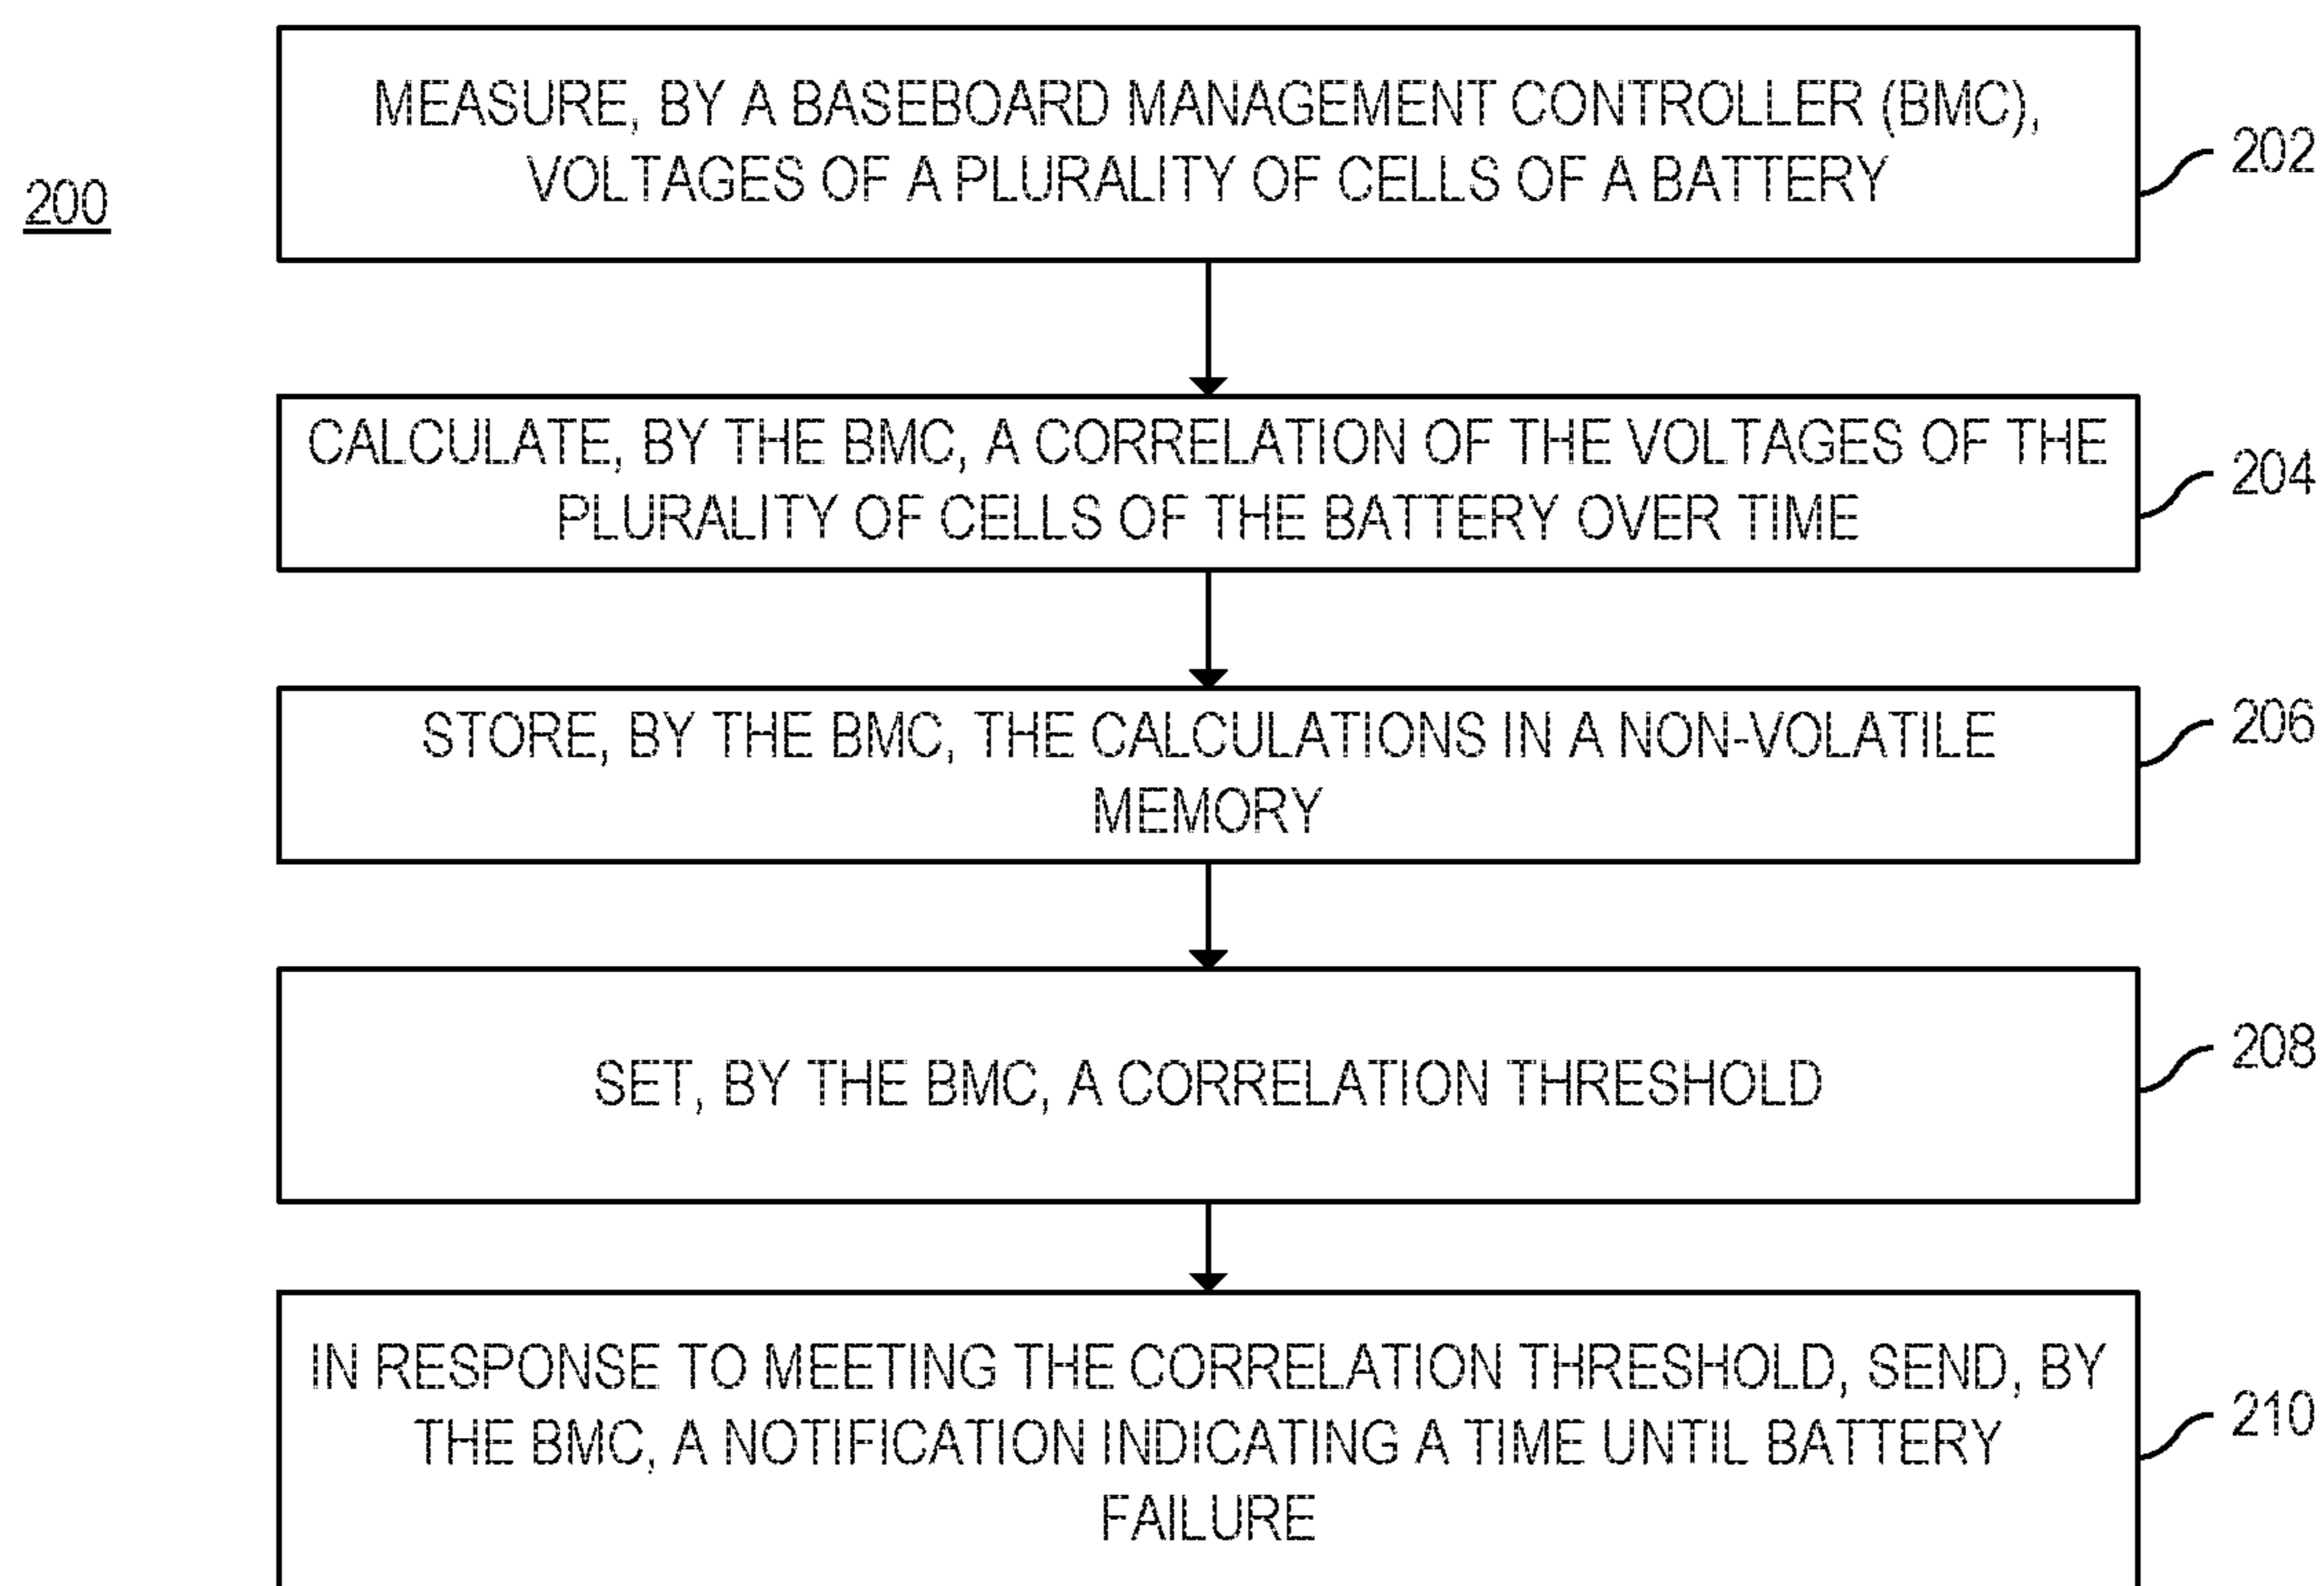 200
MEASURE, BY A BASEBOARD MANAGEMENT CONTROLLER (BMC),
VOLTAGES OF A PLURALITY OF CELLS OF A BATTERY
202
CALCULATE, BY THE BMC, A CORRELATION OF THE VOLTAGES OF THE
PLURALITY OF CELLS OF THE BATTERY OVER TIME
204
STORE, BY THE BMC, THE CALCULATIONS IN A NON-VOLATILE
MEMORY
206
SET, BY THE BMC, A CORRELATION THRESHOLD
208
IN RESPONSE TO MEETING THE CORRELATION THRESHOLD, SEND, BY
THE BMC, A NOTIFICATION INDICATING A TIME UNTIL BATTERY
FAILURE
210